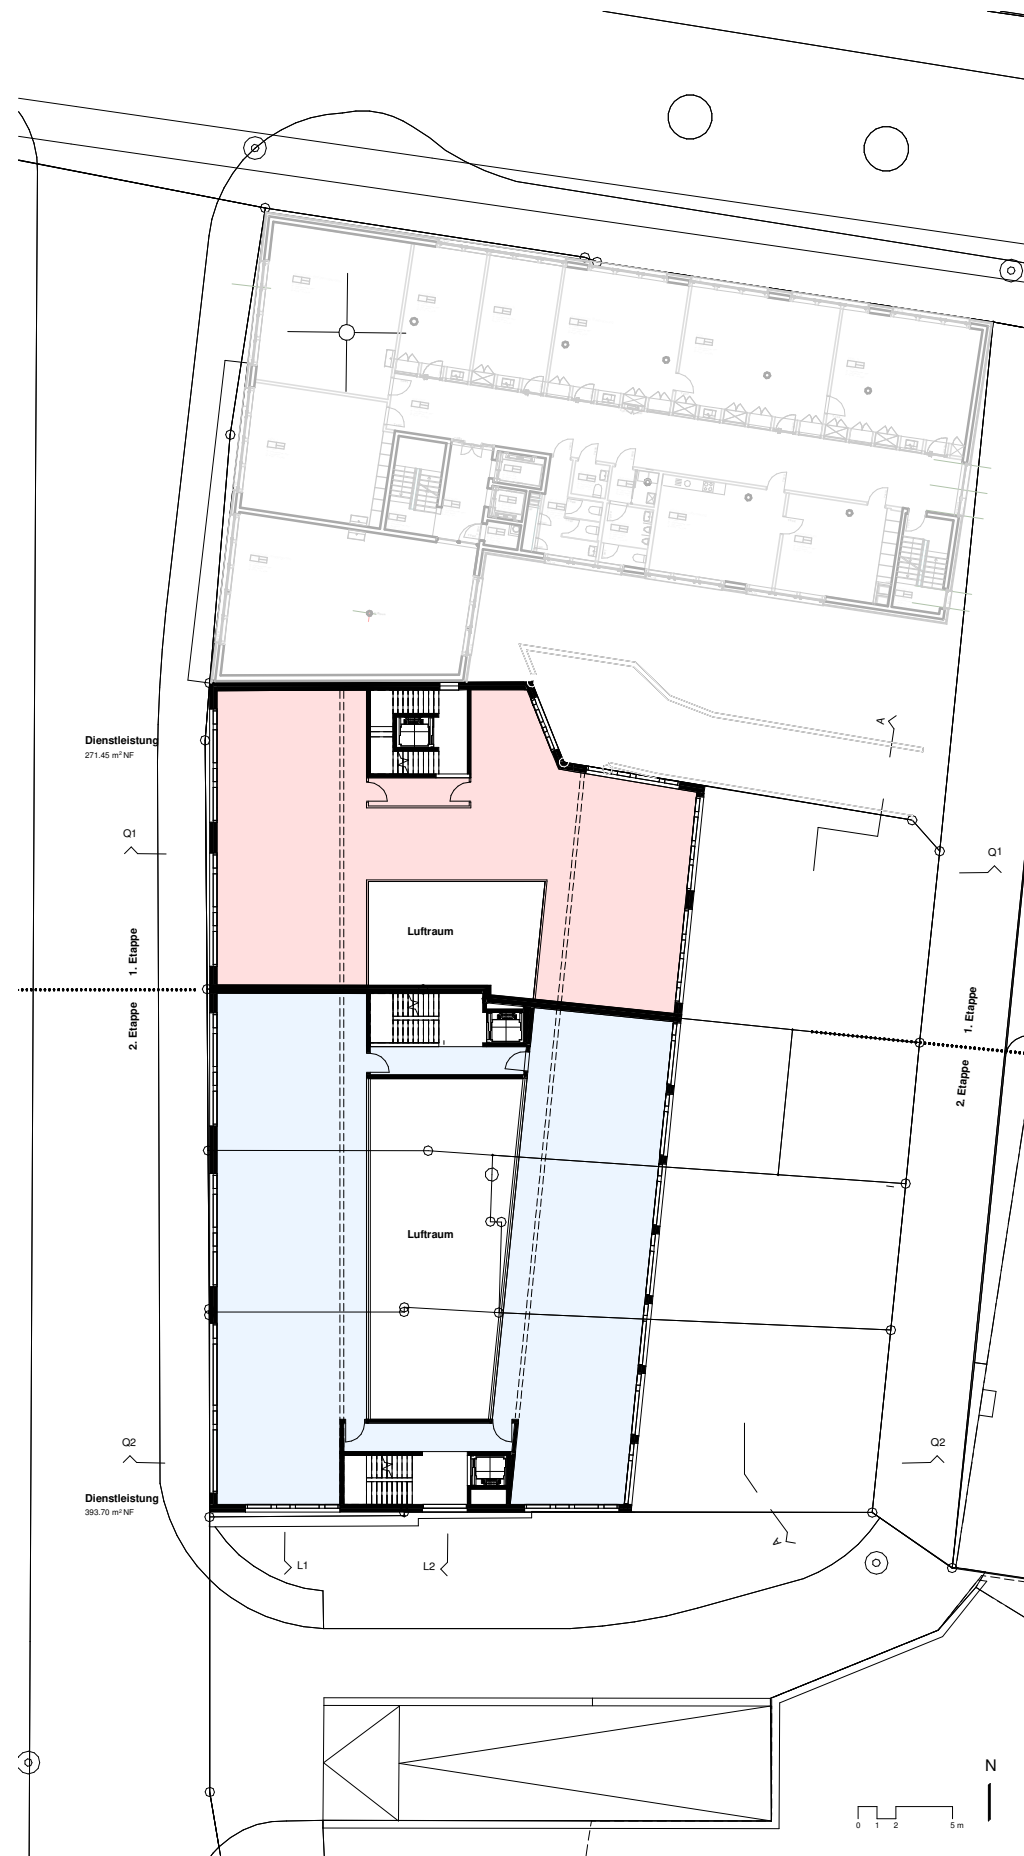 A
Dienstleistung
271.45 m² NF
Q1
Q1
Luftraum
1. Etappe
2. Etappe
1. Etappe
2. Etappe
Luftraum
Q2
Q2
Dienstleistung
393.70 m² NF
A
L1
L2
N
0 1 2 5 m